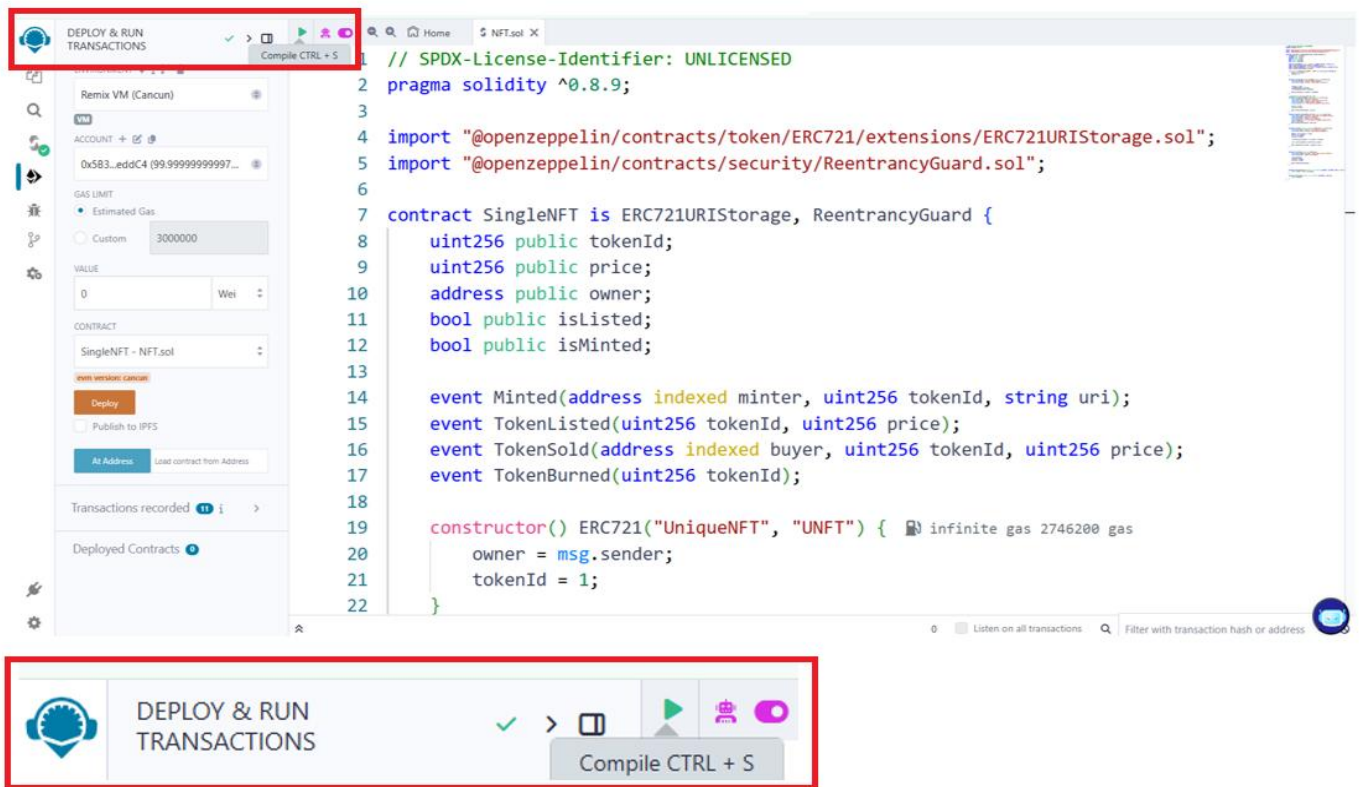 DEPLOY & RUN
TRANSACTIONS
Compile CTRL + S
Home
NFT.sol
ENVIRONMENT
Remix VM (Cancun)
VM
ACCOUNT
0x5B3...eddC4 (99.99999999997...
GAS LIMIT
Estimated Gas
Custom 3000000
VALUE
0 Wei
CONTRACT
SingleNFT - NFT.sol
evm version: cancun
Deploy
Publish to IPFS
At Address Load contract from Address
Transactions recorded 11 i
Deployed Contracts 0
1 // SPDX-License-Identifier: UNLICENSED
2 pragma solidity ^0.8.9;
3
4 import "@openzeppelin/contracts/token/ERC721/extensions/ERC721URIStorage.sol";
5 import "@openzeppelin/contracts/security/ReentrancyGuard.sol";
6
7 contract SingleNFT is ERC721URIStorage, ReentrancyGuard {
8 uint256 public tokenId;
9 uint256 public price;
10 address public owner;
11 bool public isListed;
12 bool public isMinted;
13
14 event Minted(address indexed minter, uint256 tokenId, string uri);
15 event TokenListed(uint256 tokenId, uint256 price);
16 event TokenSold(address indexed buyer, uint256 tokenId, uint256 price);
17 event TokenBurned(uint256 tokenId);
18
19 constructor() ERC721("UniqueNFT", "UNFT") { infinite gas 2746200 gas
20 owner = msg.sender;
21 tokenId = 1;
22 }
0 Listen on all transactions Filter with transaction hash or address
DEPLOY & RUN
TRANSACTIONS
Compile CTRL + S